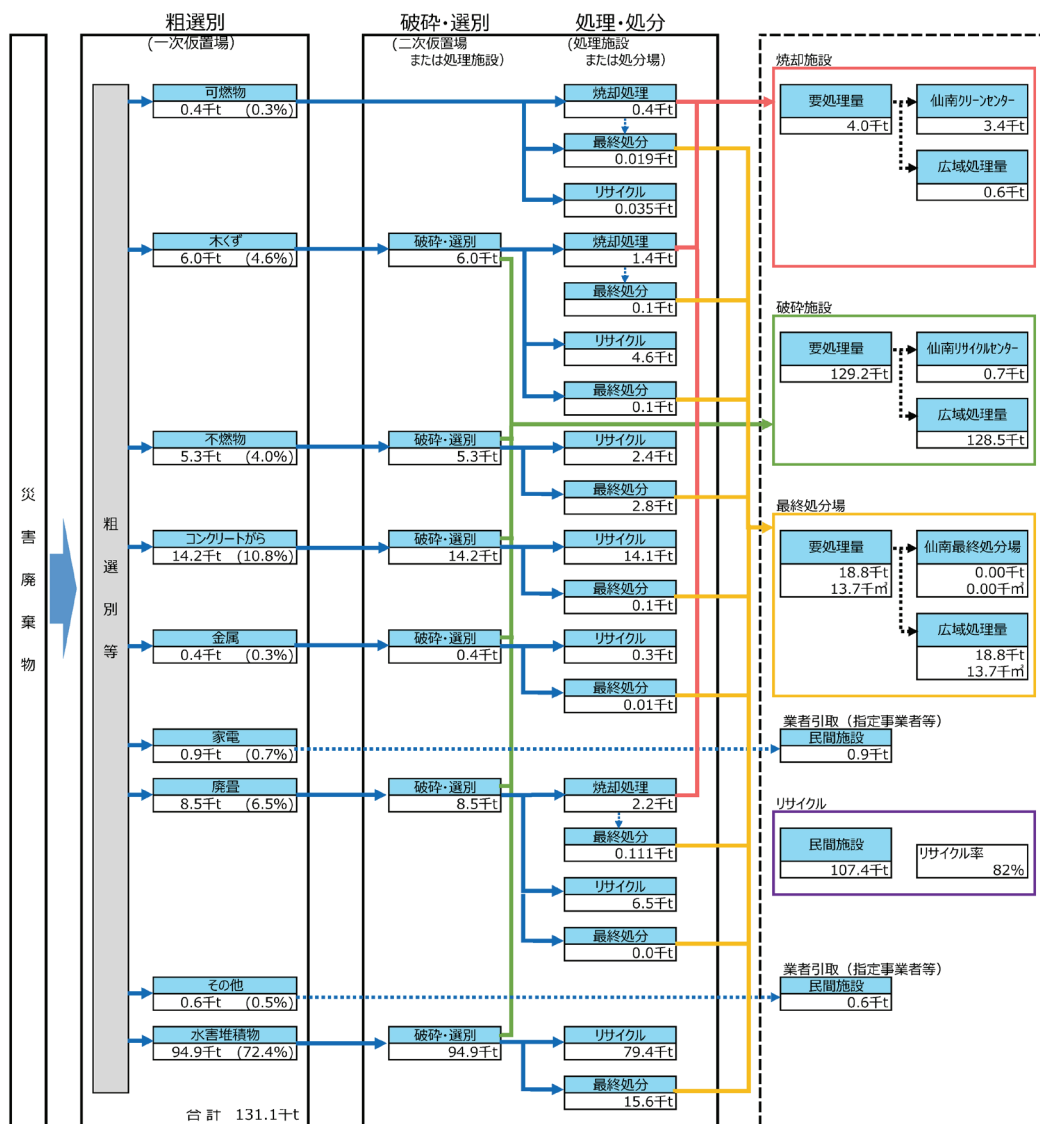 粗選別
(一次仮置場)
破砕・選別
(二次仮置場
または処理施設)
処理・処分
(処理施設
または処分場)
災害廃棄物
粗選別等
可燃物
0.4千t (0.3%)
焼却処理
0.4千t
最終処分
0.019千t
リサイクル
0.035千t
木くず
6.0千t (4.6%)
破砕・選別
6.0千t
焼却処理
1.4千t
最終処分
0.1千t
リサイクル
4.6千t
最終処分
0.1千t
不燃物
5.3千t (4.0%)
破砕・選別
5.3千t
リサイクル
2.4千t
最終処分
2.8千t
コンクリートがら
14.2千t (10.8%)
破砕・選別
14.2千t
リサイクル
14.1千t
最終処分
0.1千t
金属
0.4千t (0.3%)
破砕・選別
0.4千t
リサイクル
0.3千t
最終処分
0.01千t
家電
0.9千t (0.7%)
廃畳
8.5千t (6.5%)
破砕・選別
8.5千t
焼却処理
2.2千t
最終処分
0.111千t
リサイクル
6.5千t
最終処分
0.0千t
その他
0.6千t (0.5%)
水害堆積物
94.9千t (72.4%)
破砕・選別
94.9千t
リサイクル
79.4千t
最終処分
15.6千t
合計 131.1千t
焼却施設
要処理量
4.0千t
仙南クリーンセンター
3.4千t
広域処理量
0.6千t
破砕施設
要処理量
129.2千t
仙南リサイクルセンター
0.7千t
広域処理量
128.5千t
最終処分場
要処理量
18.8千t
13.7千㎥
仙南最終処分場
0.00千t
0.00千㎥
広域処理量
18.8千t
13.7千㎥
業者引取（指定事業者等）
民間施設
0.9千t
リサイクル
民間施設
107.4千t
リサイクル率
82%
業者引取（指定事業者等）
民間施設
0.6千t